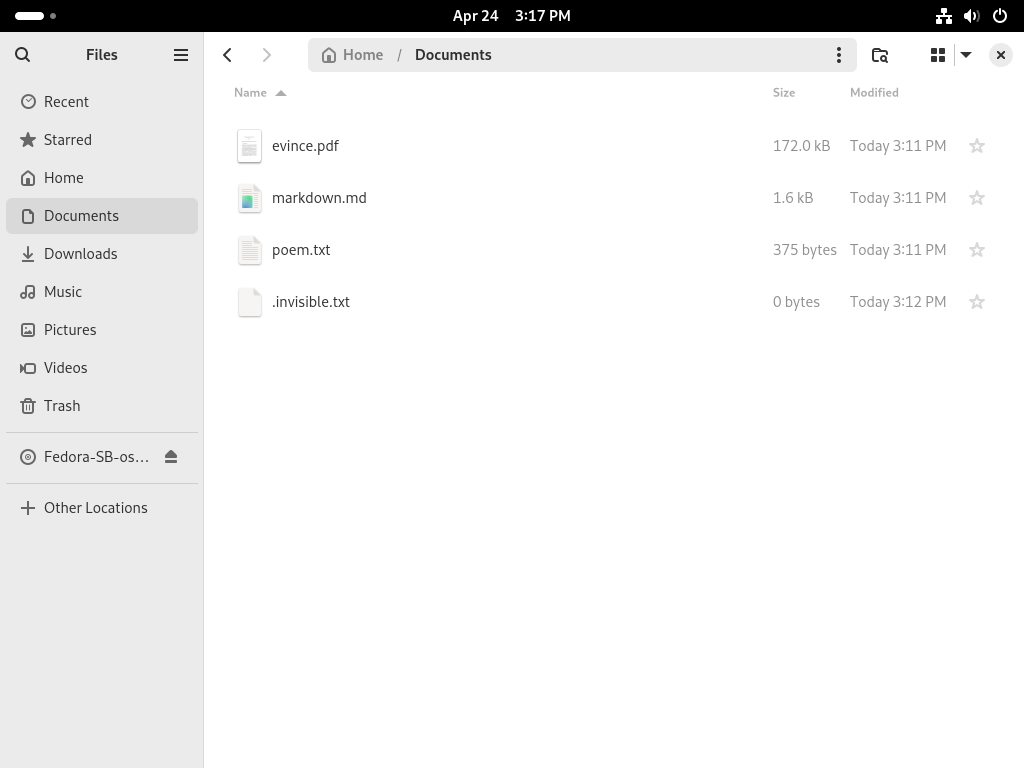 Apr 24 3:17 PM
Files
Home / Documents
Name Size Modified
Recent
Starred
Home
Documents
Downloads
Music
Pictures
Videos
Trash
Fedora-SB-os…
Other Locations
evince.pdf 172.0 kB Today 3:11 PM
markdown.md 1.6 kB Today 3:11 PM
poem.txt 375 bytes Today 3:11 PM
.invisible.txt 0 bytes Today 3:12 PM